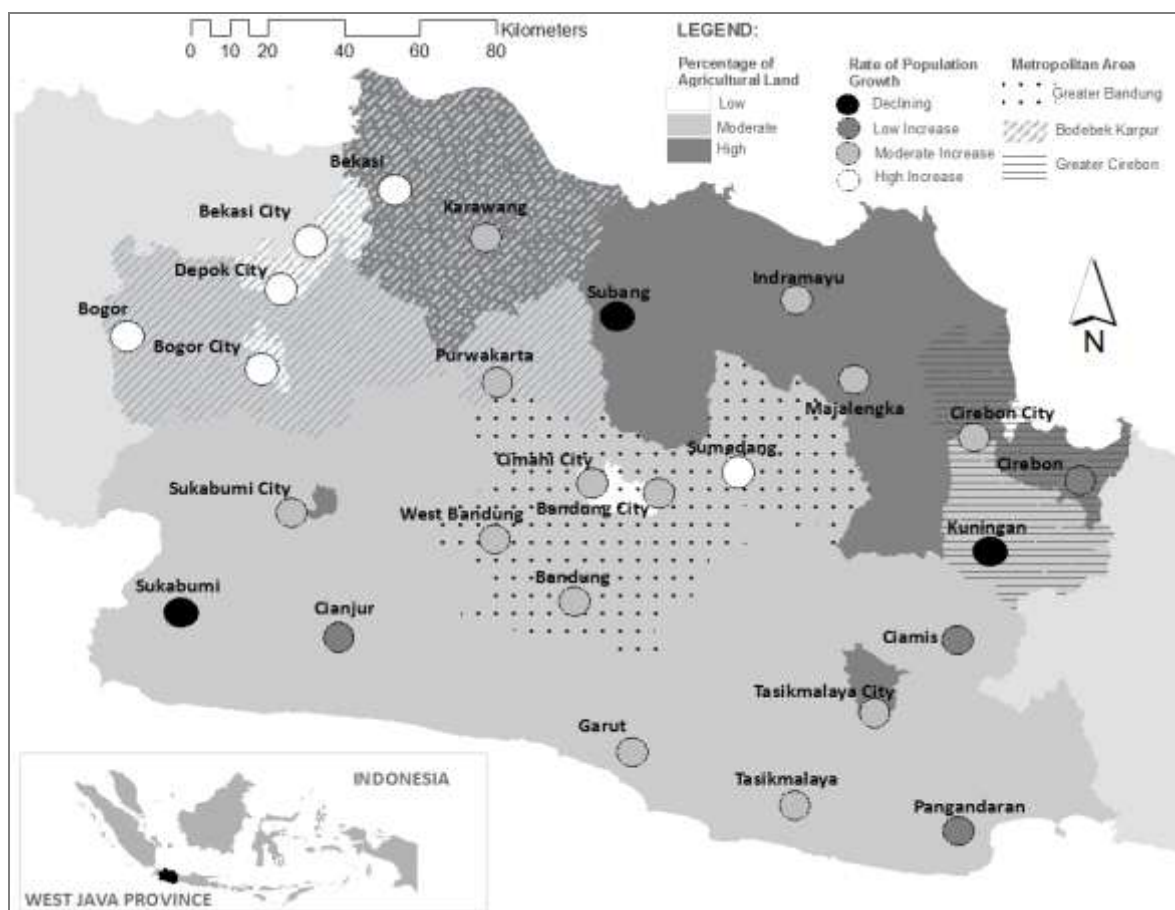 Kilometers
0 10 20 40 60 80
LEGEND:
Percentage of
Agricultural Land
Low
Moderate
High
Rate of Population
Growth
Declining
Low Increase
Moderate Increase
High Increase
Metropolitan Area
Greater Bandung
Bodebek Karpur
Greater Cirebon
Bekasi
Bekasi City
Karawang
Depok City
Indramayu
Subang
Bogor
Bogor City
N
Purwakarta
Majalengka
Cirebon City
Sumedang
Cimahi City
Cirebon
Sukabumi City
Bandung City
West Bandung
Kuningan
Bandung
Sukabumi
Cianjur
Ciamis
Tasikmalaya City
Garut
Tasikmalaya
Pangandaran
INDONESIA
WEST JAVA PROVINCE